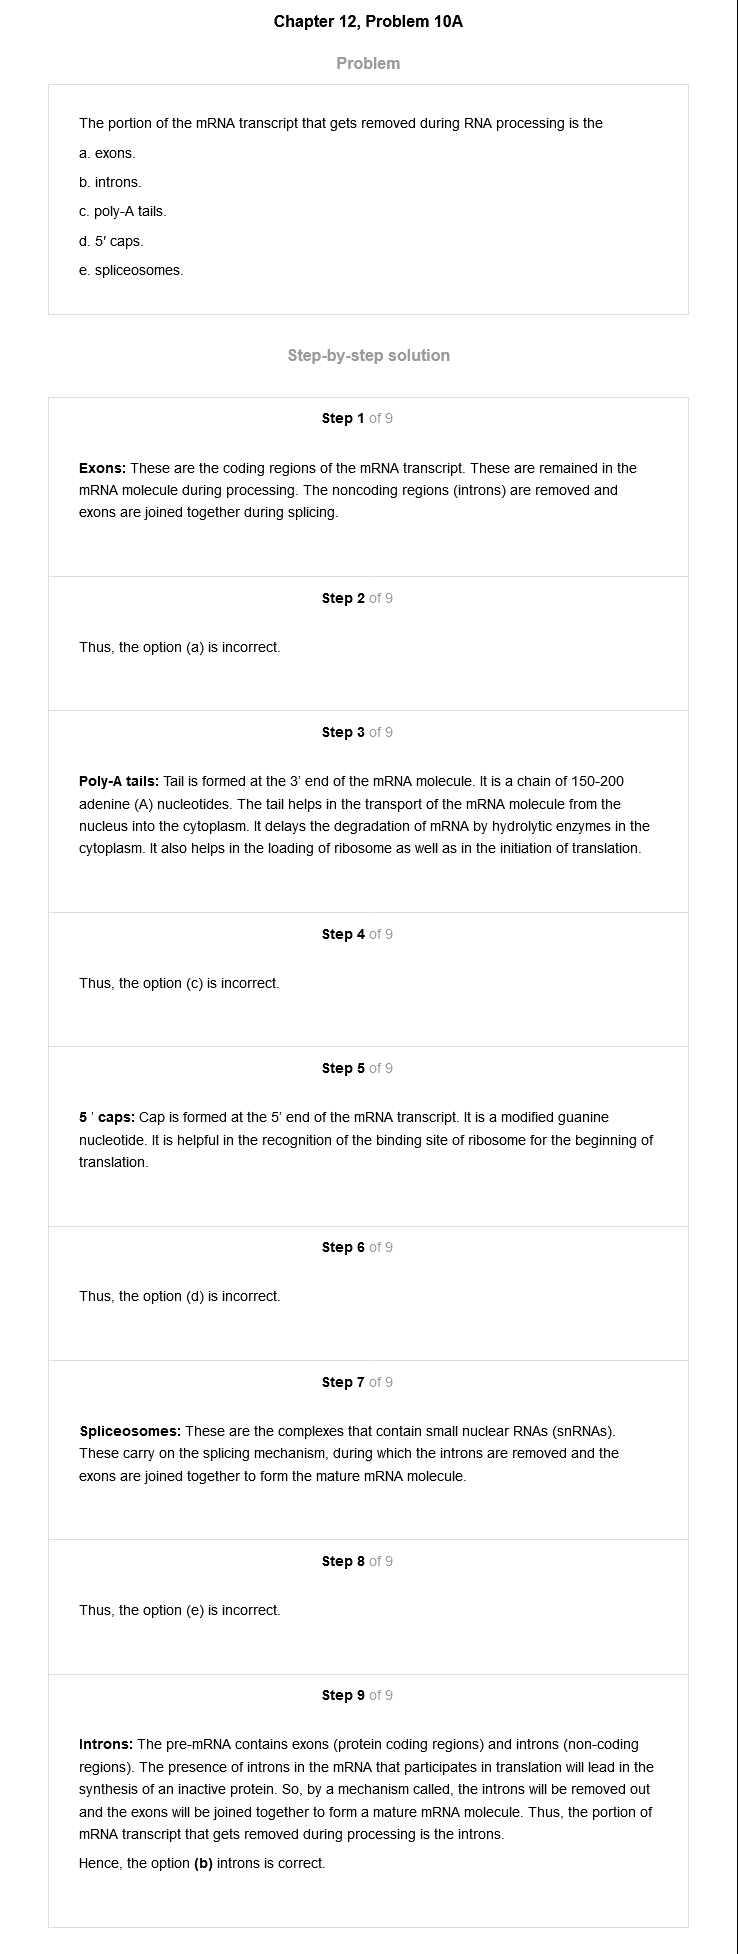 Chapter 12, Problem 10A
Problem
The portion of the mRNA transcript that gets removed during RNA processing is the
a. exons.
b. introns.
c. poly-A tails.
d. 5′ caps.
e. spliceosomes.
Step-by-step solution
Step 1 of 9
Exons: These are the coding regions of the mRNA transcript. These are remained in the
mRNA molecule during processing. The noncoding regions (introns) are removed and
exons are joined together during splicing.
Step 2 of 9
Thus, the option (a) is incorrect.
Step 3 of 9
Poly-A tails: Tail is formed at the 3’ end of the mRNA molecule. It is a chain of 150-200
adenine (A) nucleotides. The tail helps in the transport of the mRNA molecule from the
nucleus into the cytoplasm. It delays the degradation of mRNA by hydrolytic enzymes in the
cytoplasm. It also helps in the loading of ribosome as well as in the initiation of translation.
Step 4 of 9
Thus, the option (c) is incorrect.
Step 5 of 9
5 ’ caps: Cap is formed at the 5’ end of the mRNA transcript. It is a modified guanine
nucleotide. It is helpful in the recognition of the binding site of ribosome for the beginning of
translation.
Step 6 of 9
Thus, the option (d) is incorrect.
Step 7 of 9
Spliceosomes: These are the complexes that contain small nuclear RNAs (snRNAs).
These carry on the splicing mechanism, during which the introns are removed and the
exons are joined together to form the mature mRNA molecule.
Step 8 of 9
Thus, the option (e) is incorrect.
Step 9 of 9
Introns: The pre-mRNA contains exons (protein coding regions) and introns (non-coding
regions). The presence of introns in the mRNA that participates in translation will lead in the
synthesis of an inactive protein. So, by a mechanism called, the introns will be removed out
and the exons will be joined together to form a mature mRNA molecule. Thus, the portion of
mRNA transcript that gets removed during processing is the introns.
Hence, the option (b) introns is correct.